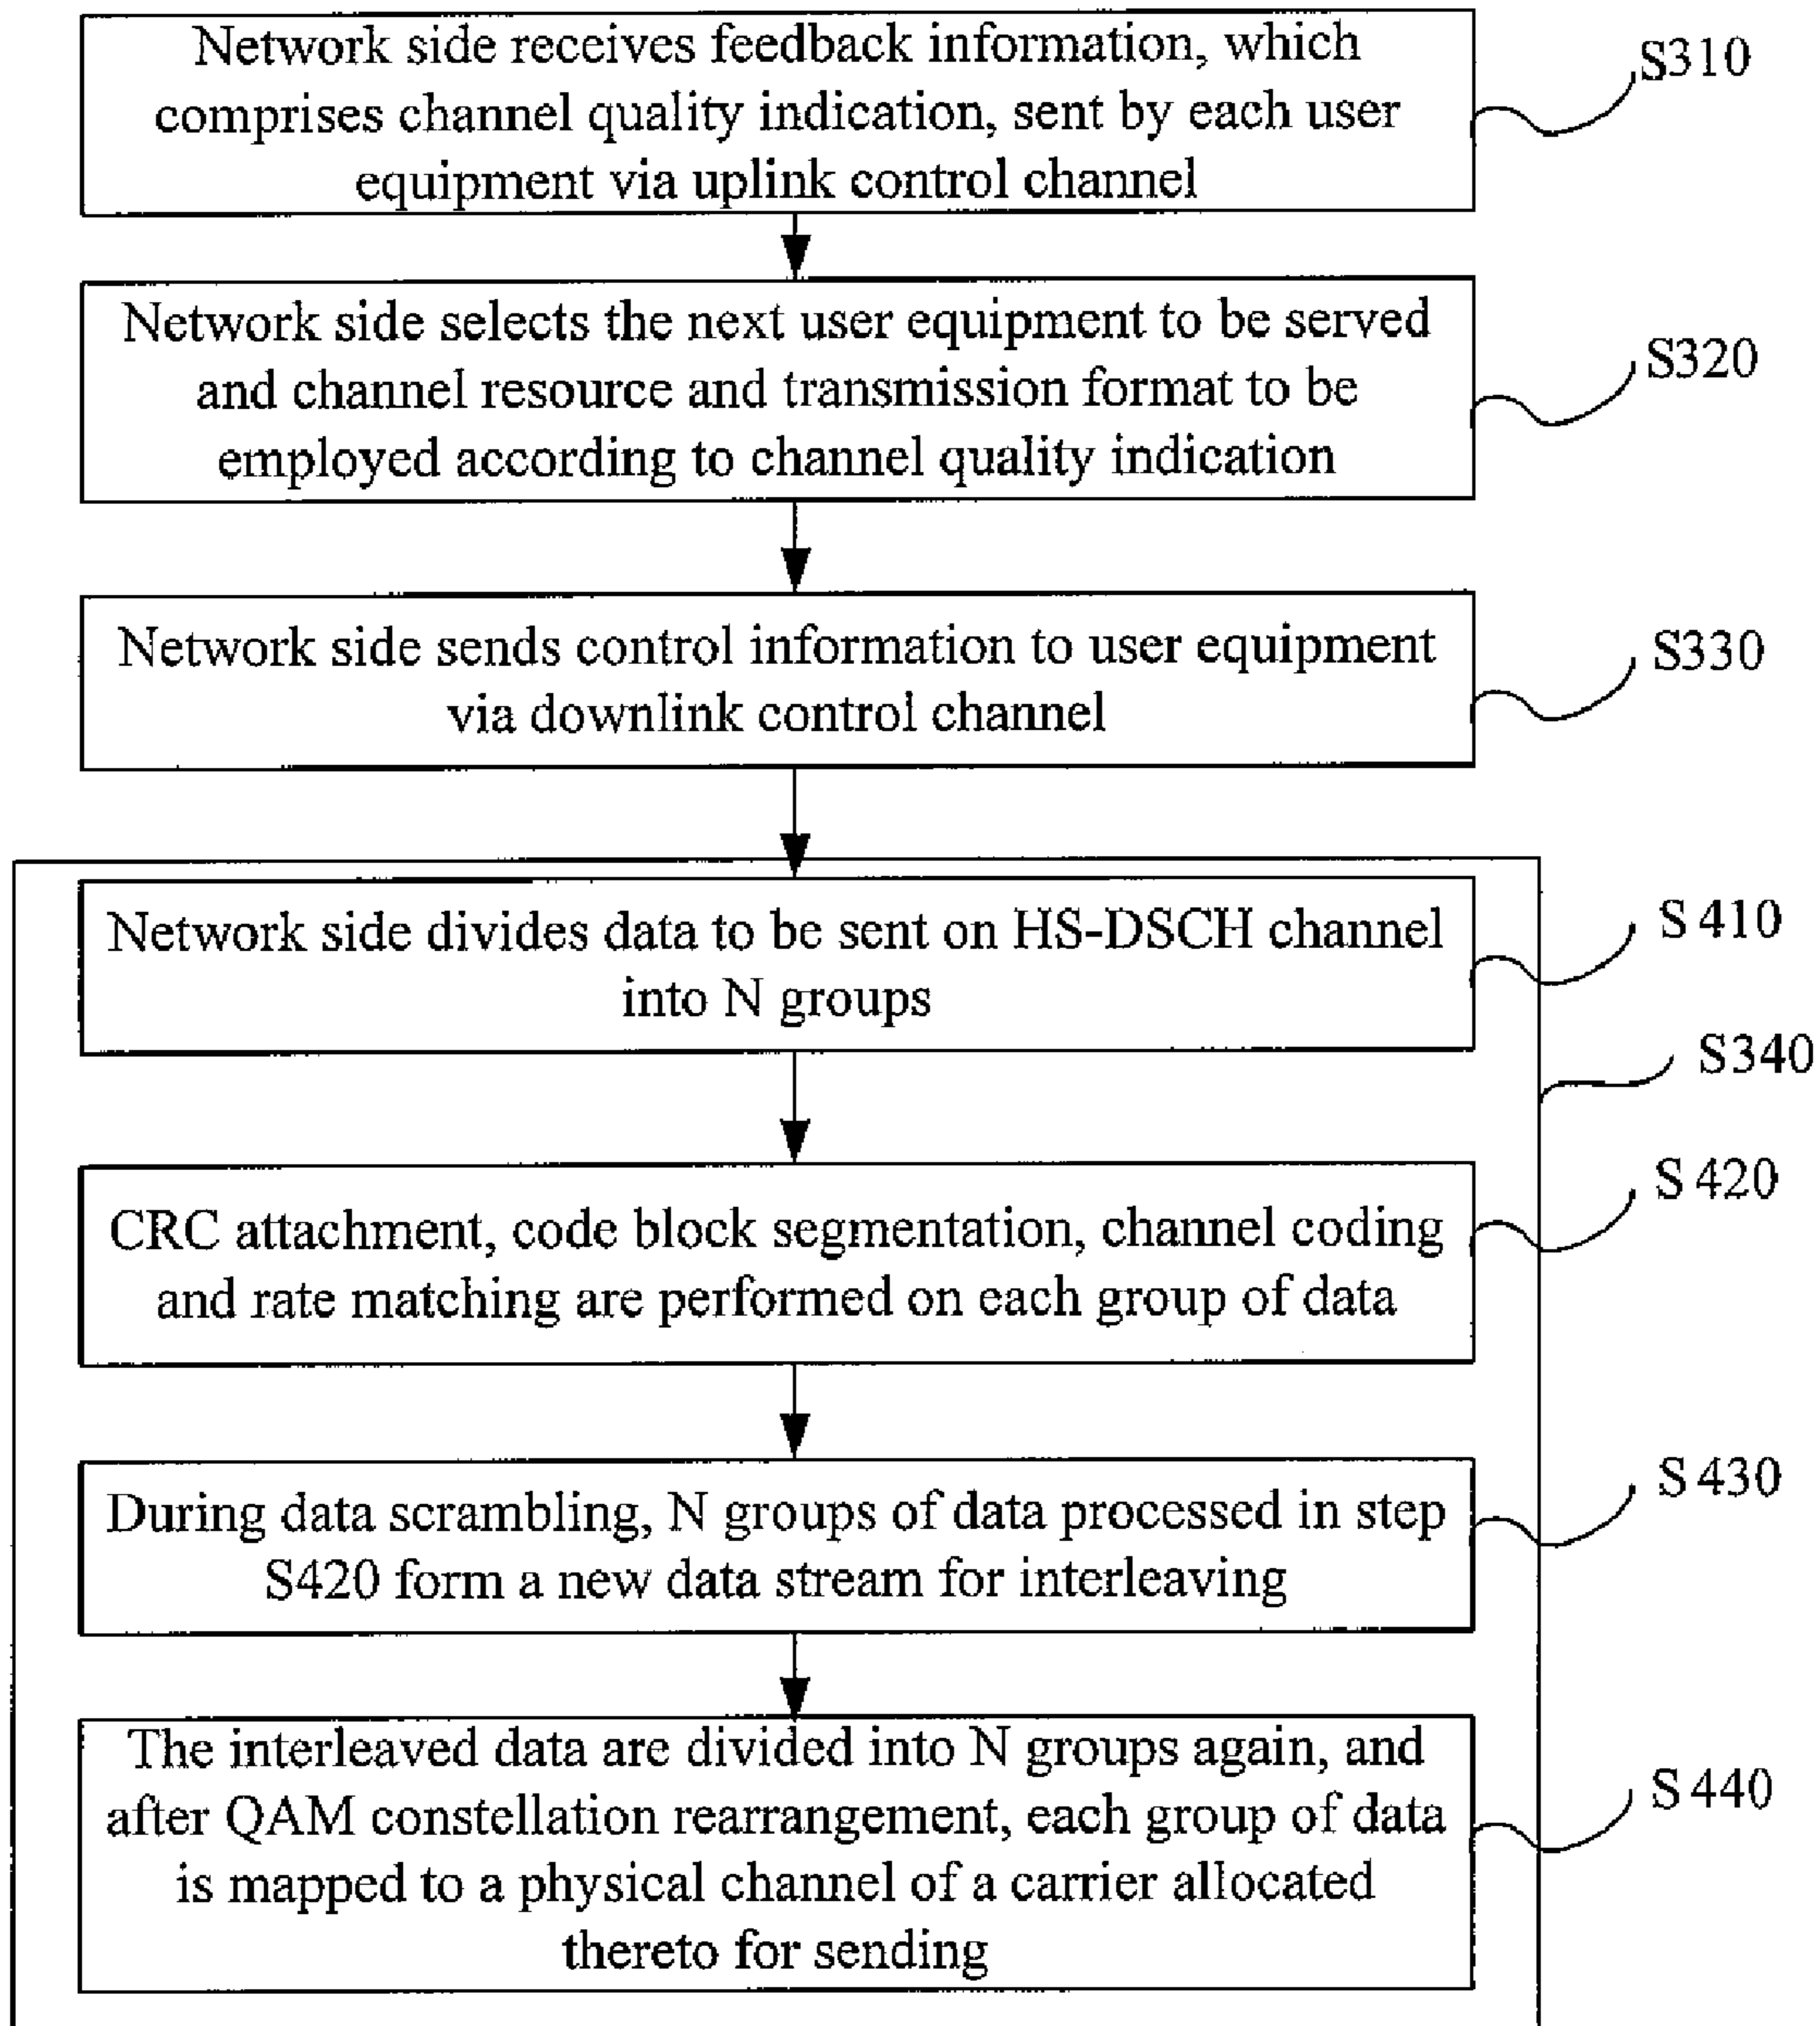 Network side receives feedback information, which
comprises channel quality indication, sent by each user
equipment via uplink control channel
S310
Network side selects the next user equipment to be served
and channel resource and transmission format to be
employed according to channel quality indication
S320
Network side sends control information to user equipment
via downlink control channel
S330
Network side divides data to be sent on HS-DSCH channel
into N groups
S 410
S340
CRC attachment, code block segmentation, channel coding
and rate matching are performed on each group of data
S 420
During data scrambling, N groups of data processed in step
S420 form a new data stream for interleaving
S 430
The interleaved data are divided into N groups again, and
after QAM constellation rearrangement, each group of data
is mapped to a physical channel of a carrier allocated
thereto for sending
S 440